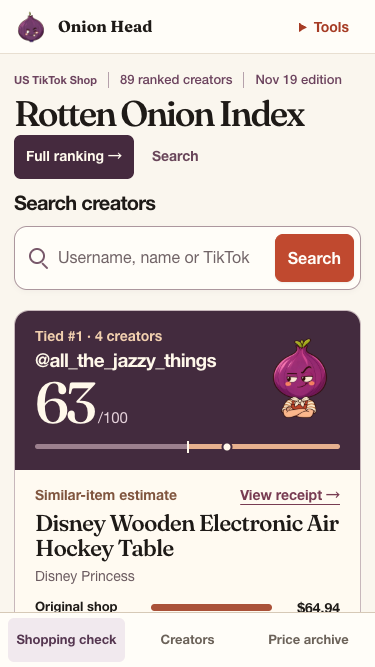 Onion Head
▶ Tools
US TikTok Shop | 89 ranked creators | Nov 19 edition
Rotten Onion Index
Full ranking → Search
Search creators
Username, name or TikTok Search
Tied #1 · 4 creators
@all_the_jazzy_things
63/100
Similar-item estimate View receipt →
Disney Wooden Electronic Air
Hockey Table
Disney Princess
Original shop $64.94
Shopping check Creators Price archive